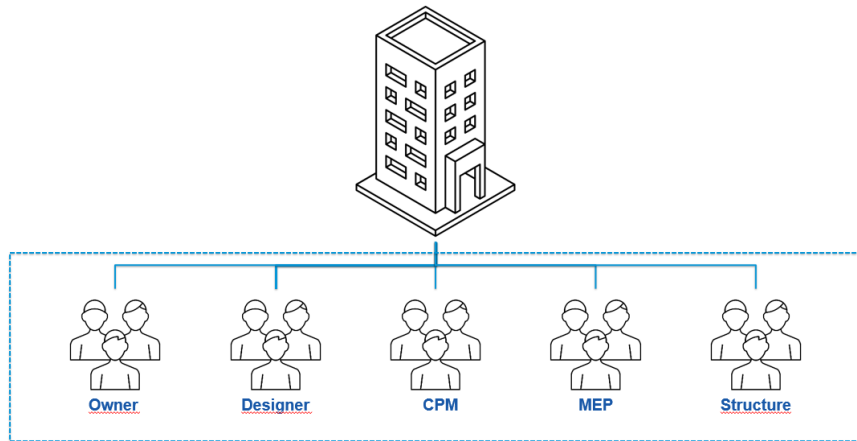 Owner
Designer
CPM
MEP
Structure